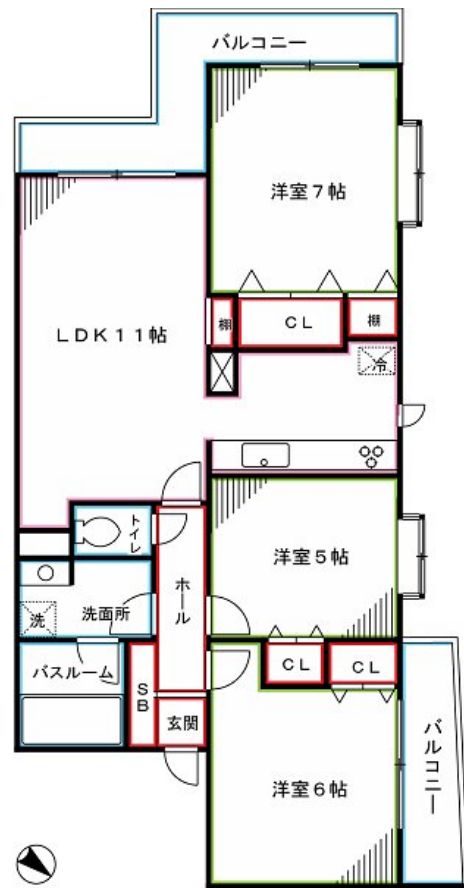 バルコニー
洋室7帖
LDK11帖
棚
CL
棚
冷
トイレ
ホール
洋室5帖
洗
洗面所
バスルーム
SB
玄関
CL
CL
洋室6帖
バルコニー